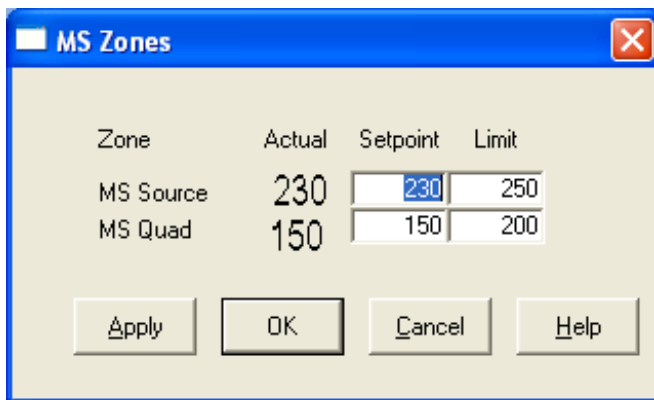 MS Zones
Zone Actual Setpoint Limit
MS Source 230 230 250
MS Quad 150 150 200
Apply OK Cancel Help